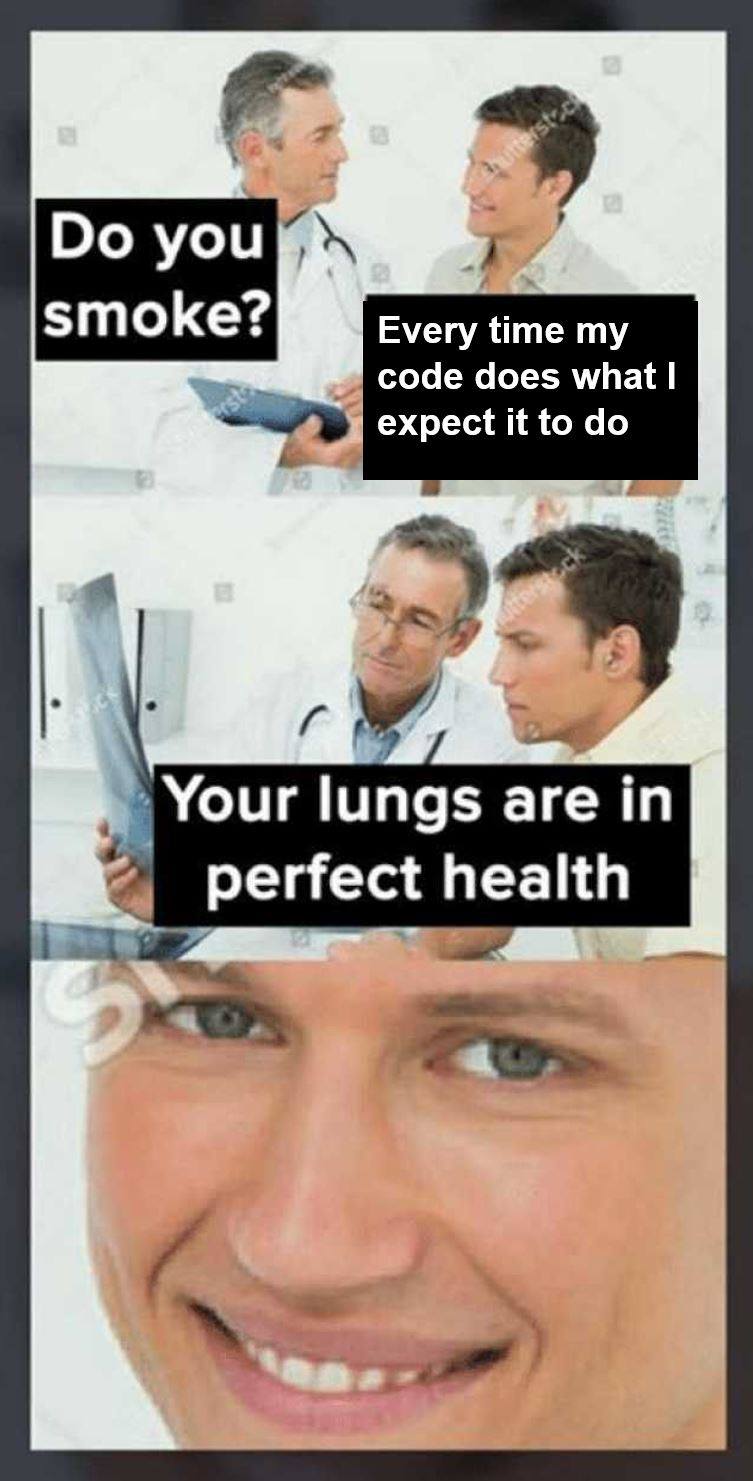 Do you
smoke?
Every time my
code does what I
expect it to do
Your lungs are in
perfect health